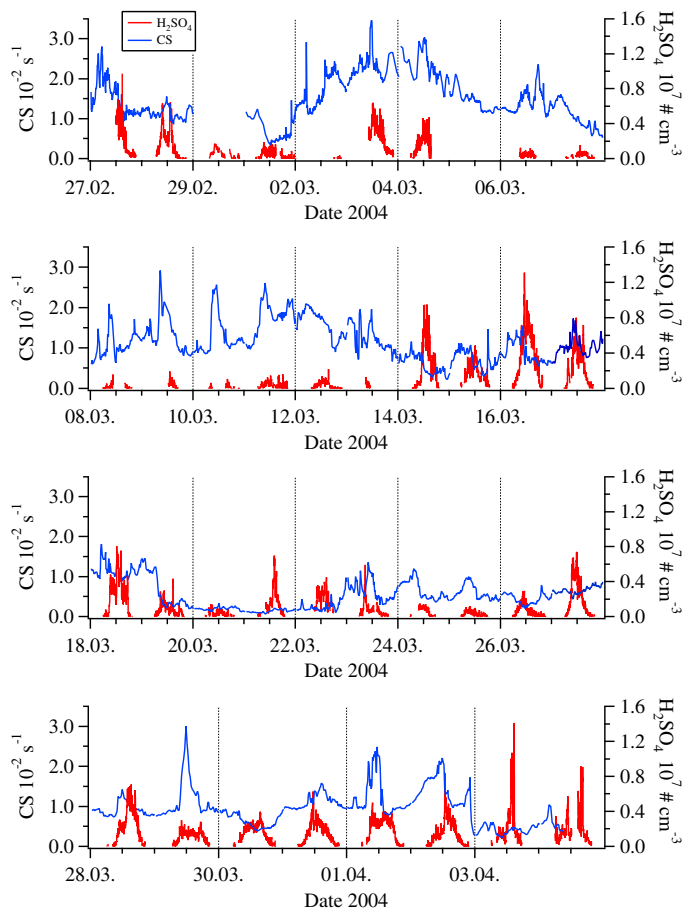 H₂SO₄
CS
CS 10⁻² s⁻¹
3.0
2.0
1.0
0.0
1.6
1.2
0.8
0.4
0.0
H₂SO₄ 10⁷ # cm⁻³
27.02. 29.02. 02.03. 04.03. 06.03.
Date 2004
CS 10⁻² s⁻¹
3.0
2.0
1.0
0.0
1.6
1.2
0.8
0.4
0.0
H₂SO₄ 10⁷ # cm⁻³
08.03. 10.03. 12.03. 14.03. 16.03.
Date 2004
CS 10⁻² s⁻¹
3.0
2.0
1.0
0.0
1.6
1.2
0.8
0.4
0.0
H₂SO₄ 10⁷ # cm⁻³
18.03. 20.03. 22.03. 24.03. 26.03.
Date 2004
CS 10⁻² s⁻¹
3.0
2.0
1.0
0.0
1.6
1.2
0.8
0.4
0.0
H₂SO₄ 10⁷ # cm⁻³
28.03. 30.03. 01.04. 03.04.
Date 2004